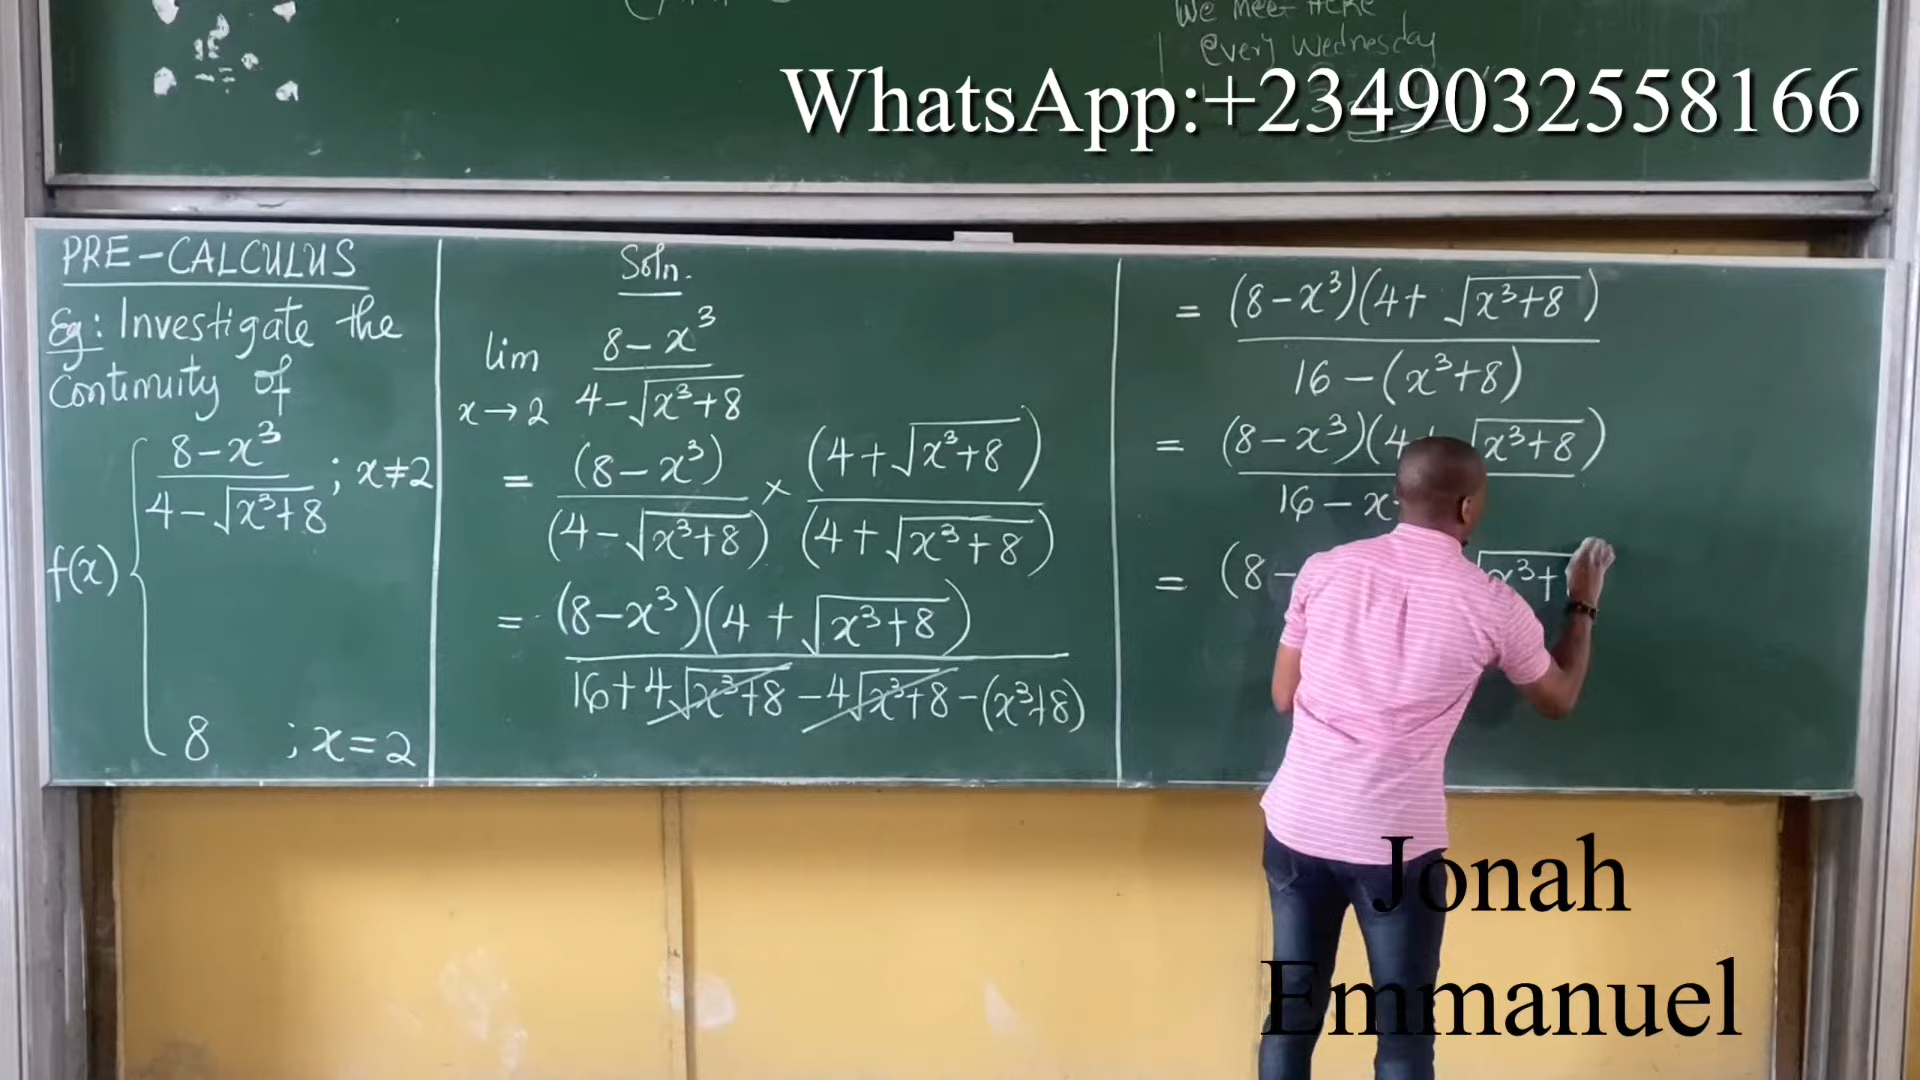 We meet HERE
every Wednesday
WhatsApp:+2349032558166
PRE-CALCULUS
Eg: Investigate the
Continuity of
f(x) { (8-x³)/(4-√(x³+8)) ; x≠2
8 ; x=2
Soln.
lim x→2 (8-x³)/(4-√(x³+8))
= (8-x³)/(4-√(x³+8)) × (4+√(x³+8))/(4+√(x³+8))
= (8-x³)(4+√(x³+8))
16+4√(x³+8) -4√(x³+8) -(x³+8)
= (8-x³)(4+ √(x³+8))
16-(x³+8)
= (8-x³)(4+ √(x³+8))
16-x
= (8- √x³+
Jonah
Emmanuel